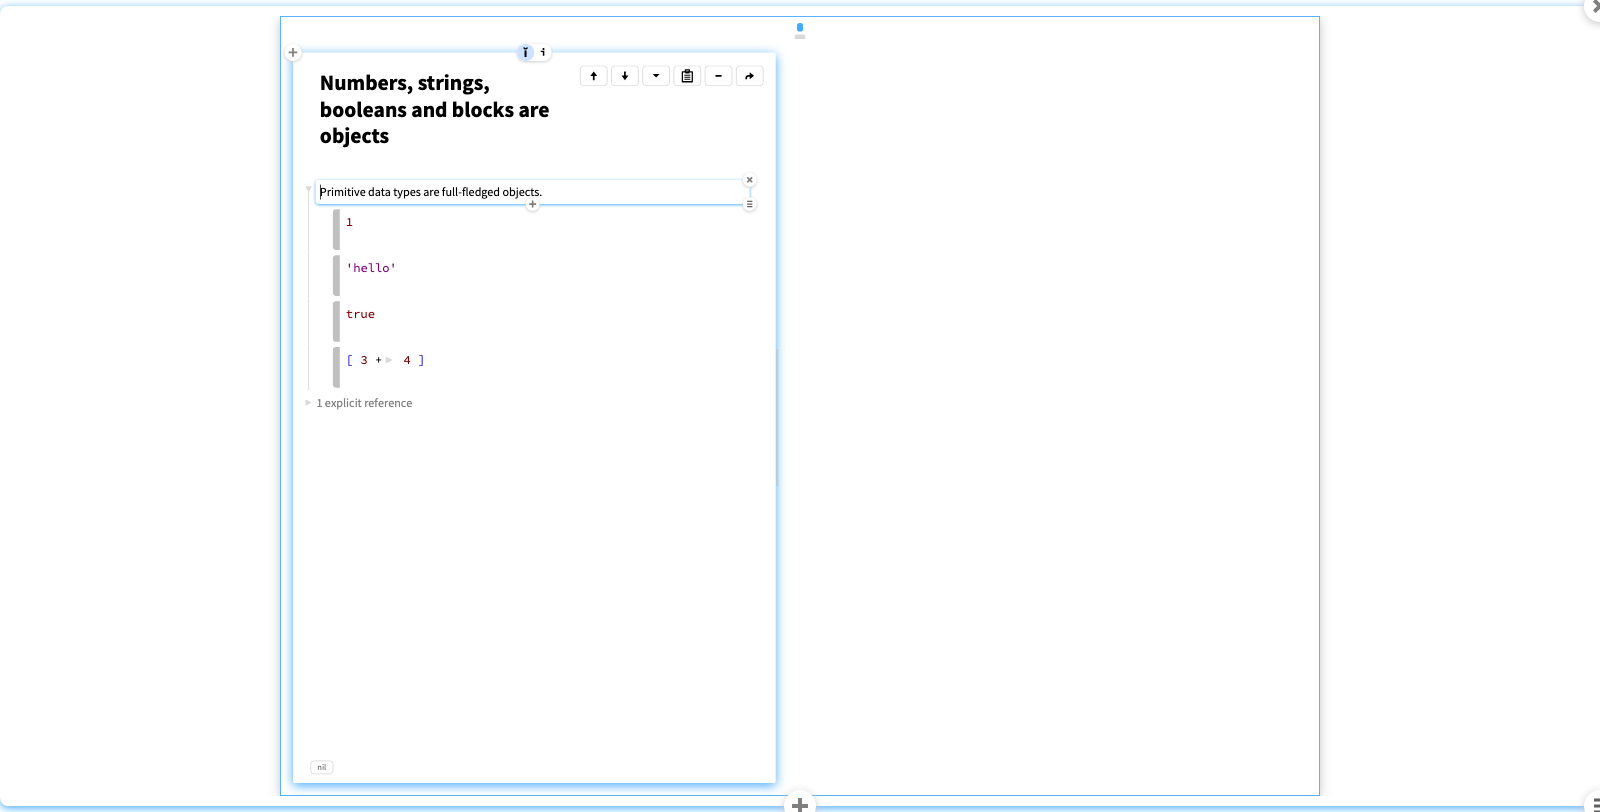 Numbers, strings,
booleans and blocks are
objects
Primitive data types are full-fledged objects.
1
'hello'
true
[ 3 + 4 ]
1 explicit reference
nil